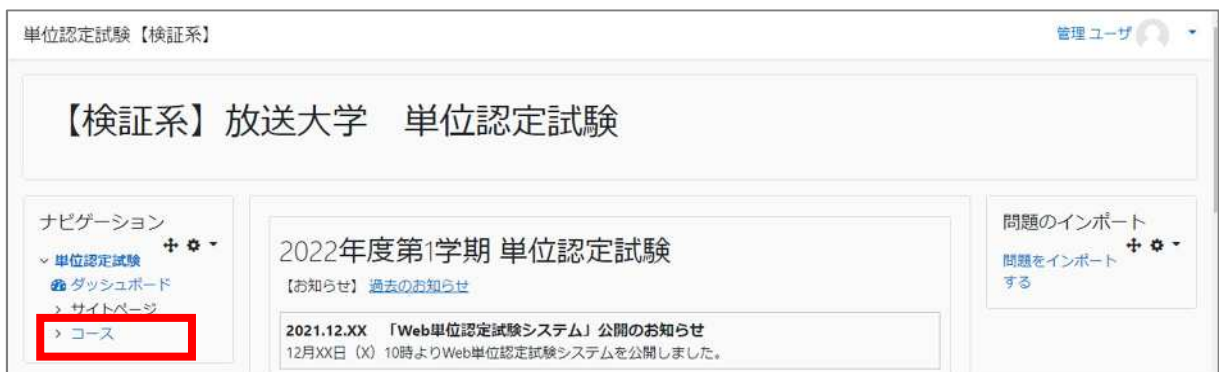 単位認定試験【検証系】
管理 ユーザ
【検証系】放送大学　単位認定試験
ナビゲーション
単位認定試験
ダッシュボード
サイトページ
コース
2022年度第1学期 単位認定試験
【お知らせ】 過去のお知らせ
2021.12.XX　「Web単位認定試験システム」公開のお知らせ
12月XX日（X）10時よりWeb単位認定試験システムを公開しました。
問題のインポート
問題をインポート
する